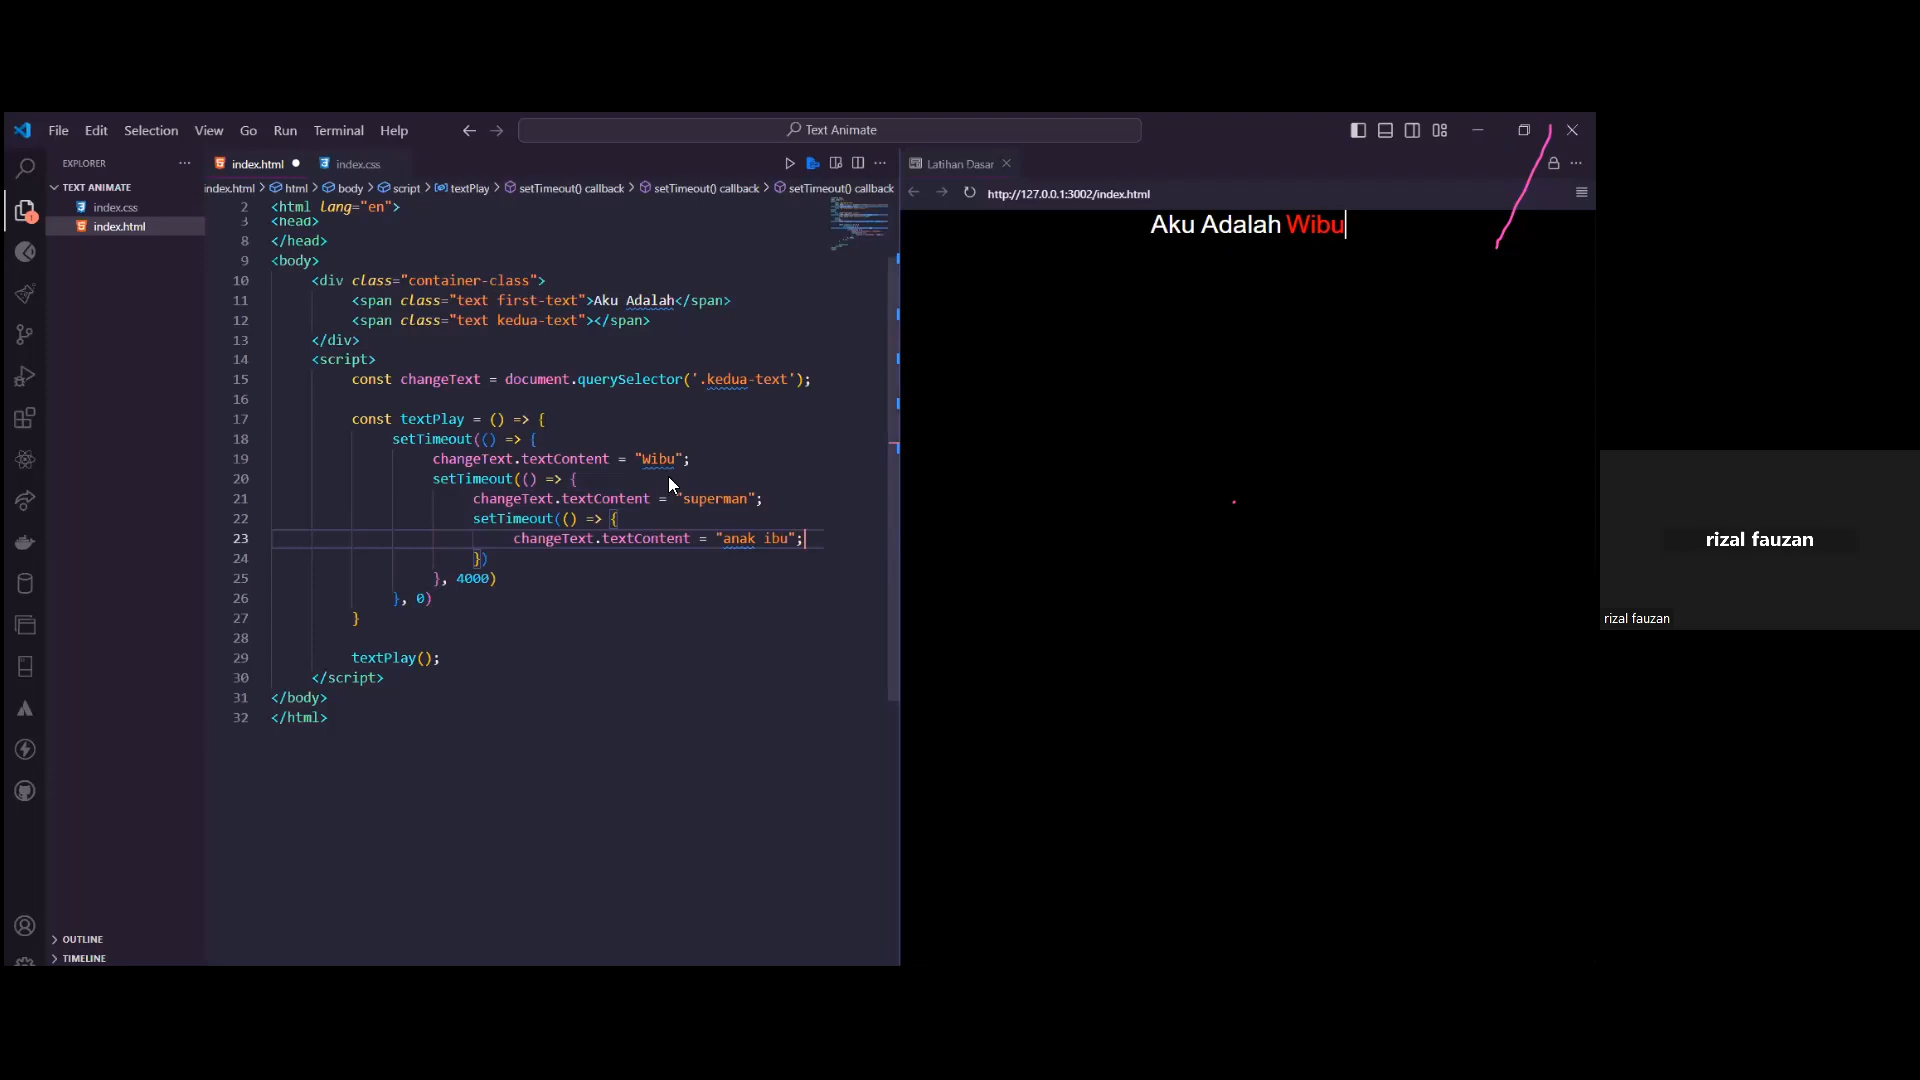 File Edit Selection View Go Run Terminal Help
Text Animate
EXPLORER
TEXT ANIMATE
index.css
index.html
1
index.html
index.css
index.html > html > body > script > textPlay > setTimeout() callback > setTimeout() callback > setTimeout() callback
2 <html lang="en">
3 <head>
8 </head>
9 <body>
10 <div class="container-class">
11 <span class="text first-text">Aku Adalah</span>
12 <span class="text kedua-text"></span>
13 </div>
14 <script>
15 const changeText = document.querySelector('.kedua-text');
16
17 const textPlay = () => {
18 setTimeout(() => {
19 changeText.textContent = "Wibu";
20 setTimeout(() => {
21 changeText.textContent = "superman";
22 setTimeout(() => {
23 changeText.textContent = "anak ibu";
24 })
25 }, 4000)
26 }, 0)
27 }
28
29 textPlay();
30 </script>
31 </body>
32 </html>
OUTLINE
TIMELINE
Latihan Dasar
http://127.0.0.1:3002/index.html
Aku Adalah Wibu
rizal fauzan
rizal fauzan